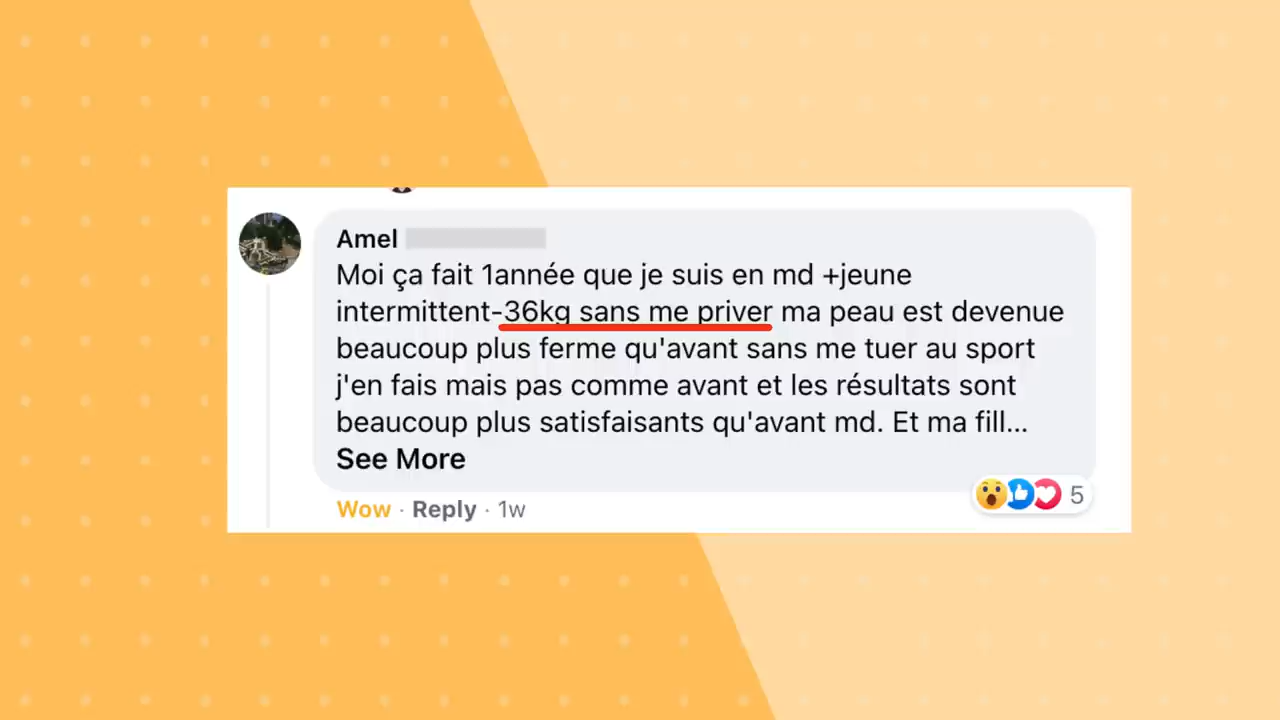 Amel
Moi ça fait 1année que je suis en md +jeune
intermittent-36kg sans me priver ma peau est devenue
beaucoup plus ferme qu'avant sans me tuer au sport
j'en fais mais pas comme avant et les résultats sont
beaucoup plus satisfaisants qu'avant md. Et ma fill...
See More
Wow · Reply · 1w
5